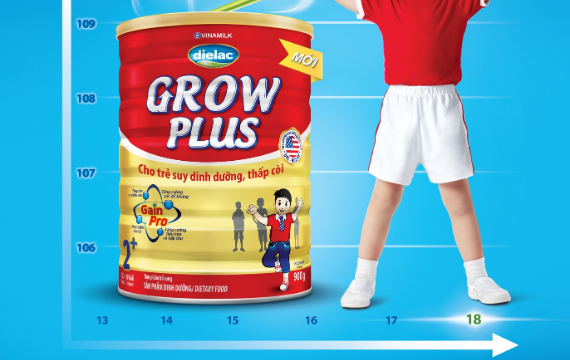 109
VINAMILK
dielac
MỚI
GROW
PLUS
108
Cho trẻ suy dinh dưỡng, thấp còi
107
Gain
Pro
106
2+
SẢN PHẨM DINH DƯỠNG/ DIETARY FOOD
900g
13 14 15 16 17 18